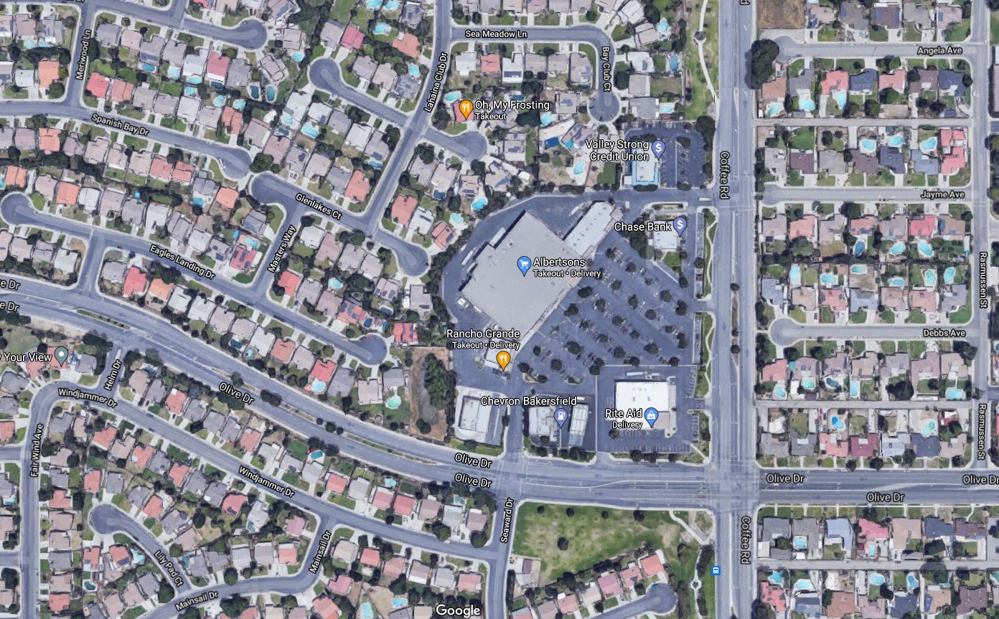 Sea Meadow Ln
Angela Ave
Meriwood Ln
Lahaina Club Dr
Bay Club Ct
Oh, My Frosting
Takeout
Spanish Bay Dr
Valley Strong
Credit Union
Coffee Rd
Jayme Ave
Glenlakes Ct
Chase Bank
Masters Way
Eagles Landing Dr
Albertsons
Takeout • Delivery
Rasmussen St
Olive Dr
Rancho Grande
Takeout • Delivery
Debbs Ave
Your View
Helm Dr
Olive Dr
Windjammer Dr
Chevron Bakersfield
Rite Aid
Delivery
Rasmussen St
Fair Wind Ave
Olive Dr
Olive Dr
Windjammer Dr
Olive Dr
Olive Dr
Olive Dr
Seaward Dr
Coffee Rd
Mainsail Dr
Lily Pad Ct
Mainsail Dr
Google